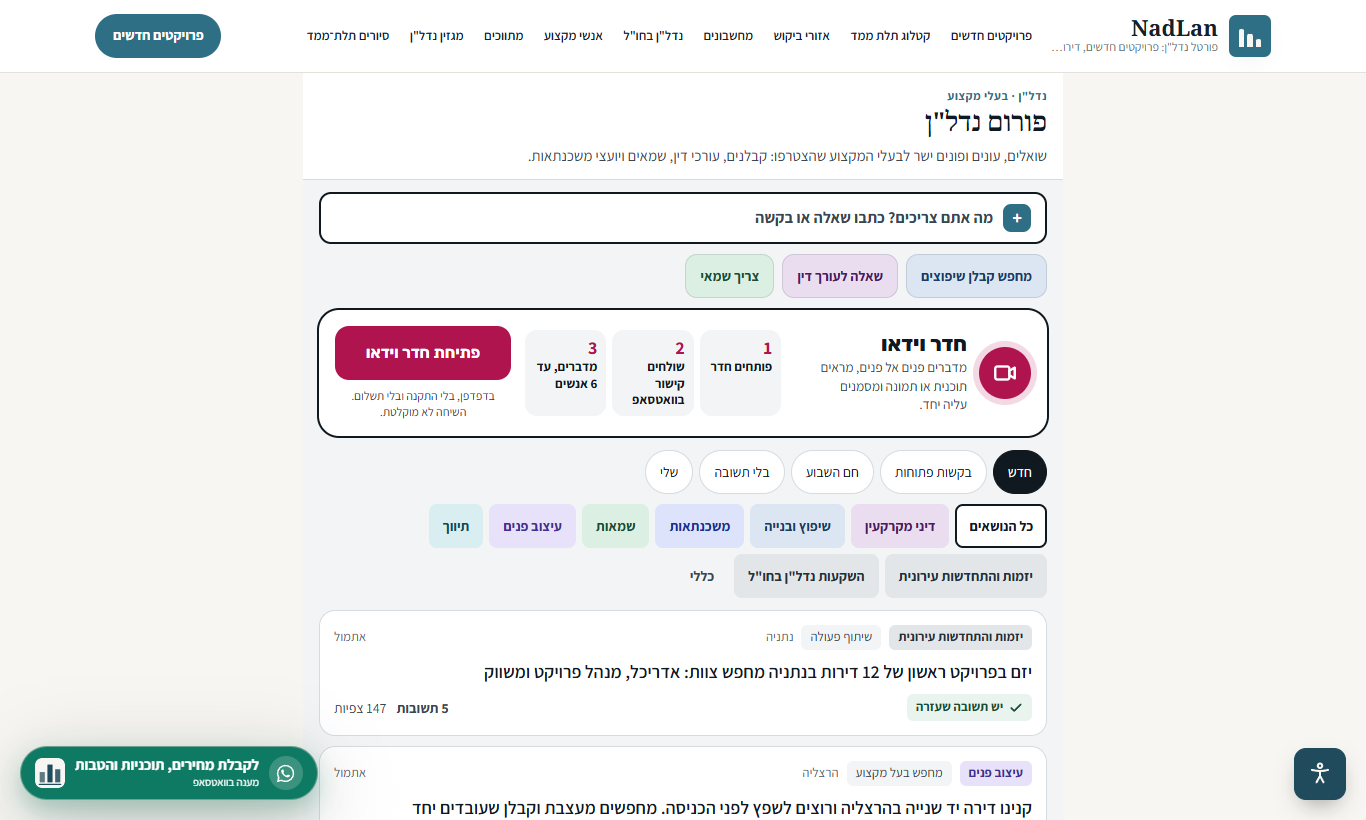 NadLan
פורטל נדל"ן: פרויקטים חדשים, דירו...
פרויקטים חדשים
קטלוג תלת ממד
אזורי ביקוש
מחשבונים
נדל"ן בחו"ל
אנשי מקצוע
מתווכים
מגזין נדל"ן
סיורים תלת־ממד
פרויקטים חדשים
נדל"ן · בעלי מקצוע
פורום נדל"ן
שואלים, עונים ופונים ישר לבעלי המקצוע שהצטרפו: קבלנים, עורכי דין, שמאים ויועצי משכנתאות.
+ מה אתם צריכים? כתבו שאלה או בקשה
מחפש קבלן שיפוצים
שאלה לעורך דין
צריך שמאי
חדר וידאו
מדברים פנים אל פנים, מראים
תוכנית או תמונה ומסמנים
עליה יחד.
1
פותחים חדר
2
שולחים
קישור
בוואטסאפ
3
מדברים, עד
6 אנשים
פתיחת חדר וידאו
בדפדפן, בלי התקנה ובלי תשלום.
השיחה לא מוקלטת.
חדש
בקשות פתוחות
חם השבוע
בלי תשובה
שלי
כל הנושאים
דיני מקרקעין
שיפוץ ובנייה
משכנתאות
שמאות
עיצוב פנים
תיווך
יזמות והתחדשות עירונית
השקעות נדל"ן בחו"ל
כללי
יזמות והתחדשות עירונית
שיתוף פעולה
נתניה
אתמול
יזם בפרויקט ראשון של 12 דירות בנתניה מחפש צוות: אדריכל, מנהל פרויקט ומשווק
יש תשובה שעזרה
5 תשובות
147 צפיות
עיצוב פנים
מחפש בעל מקצוע
הרצליה
אתמול
קנינו דירה יד שנייה בהרצליה ורוצים לשפץ לפני הכניסה. מחפשים מעצבת וקבלן שעובדים יחד
לקבלת מחירים, תוכניות והטבות
מענה בוואטסאפ